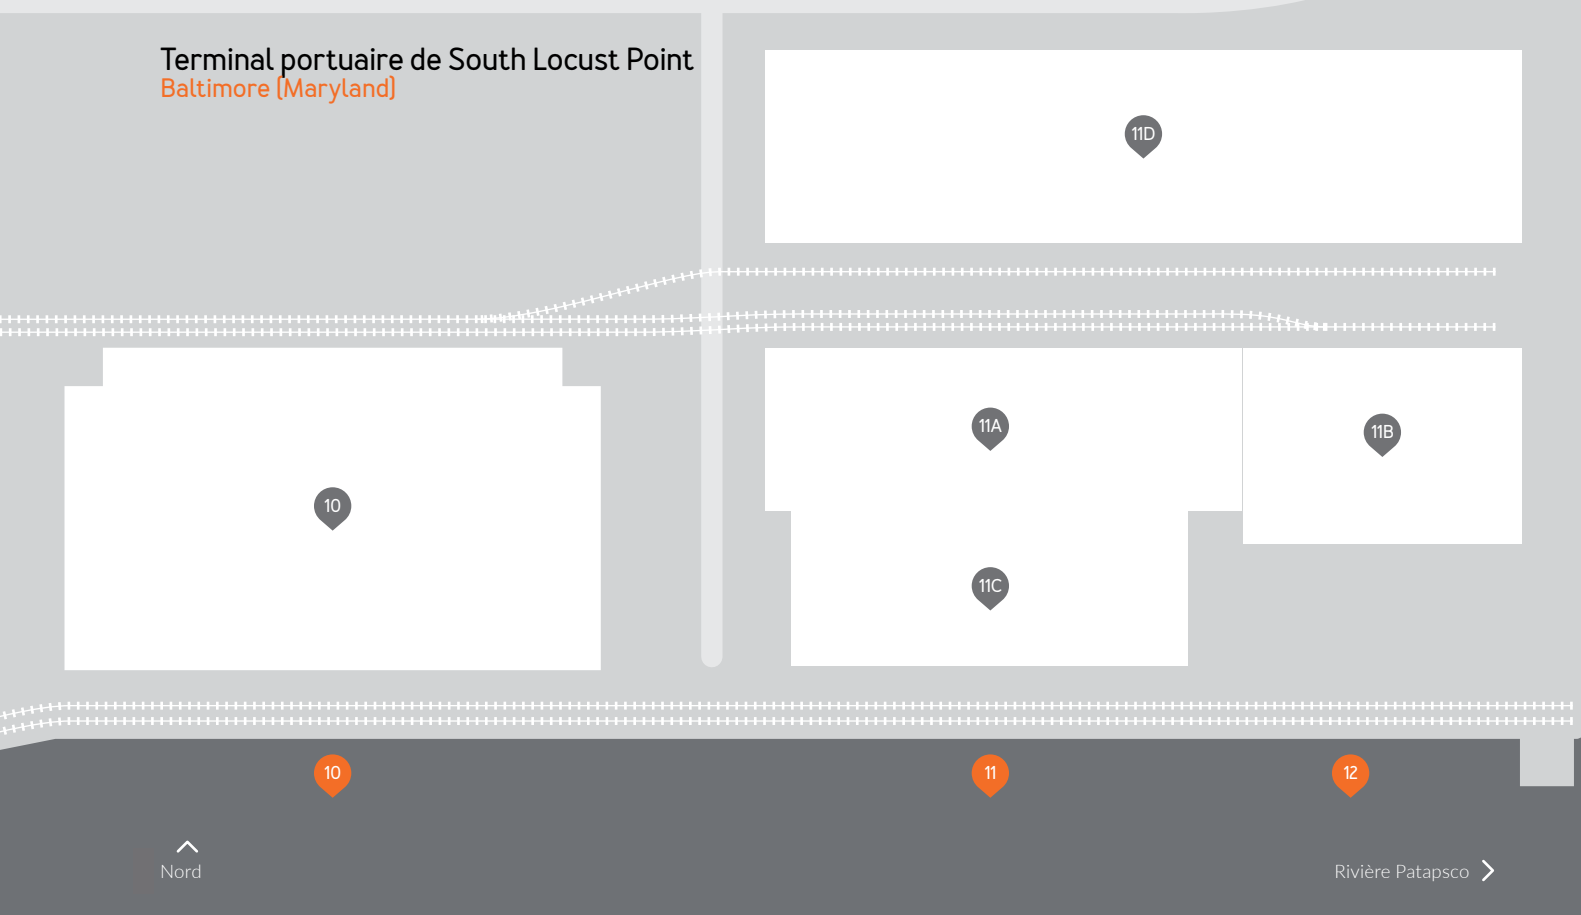 Terminal portuaire de South Locust Point
Baltimore (Maryland)
11D
11A
11B
10
11C
10
11
12
Nord
Rivière Patapsco